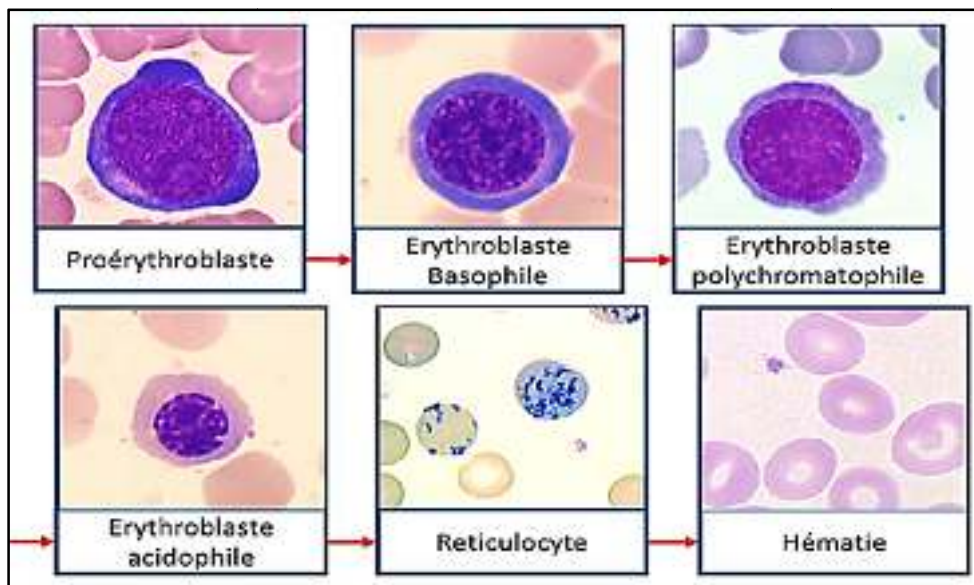 Proérythroblaste
Erythroblaste
Basophile
Erythroblaste
polychromatophile
Erythroblaste
acidophile
Reticulocyte
Hématie